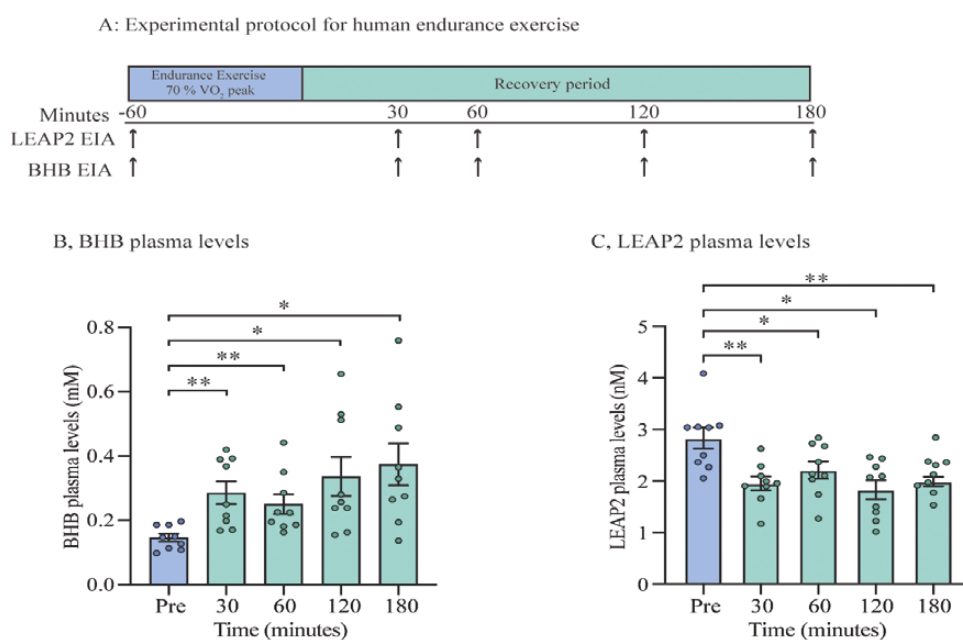 A: Experimental protocol for human endurance exercise
Endurance Exercise
70 % VO₂ peak
Recovery period
Minutes -60 30 60 120 180
LEAP2 EIA ↑ ↑ ↑ ↑ ↑
BHB EIA ↑ ↑ ↑ ↑ ↑
B, BHB plasma levels
*
*
**
**
0.8
0.6
0.4
0.2
0.0
BHB plasma levels (mM)
Pre 30 60 120 180
Time (minutes)
C, LEAP2 plasma levels
**
*
*
**
5
4
3
2
1
0
LEAP2 plasma levels (nM)
Pre 30 60 120 180
Time (minutes)